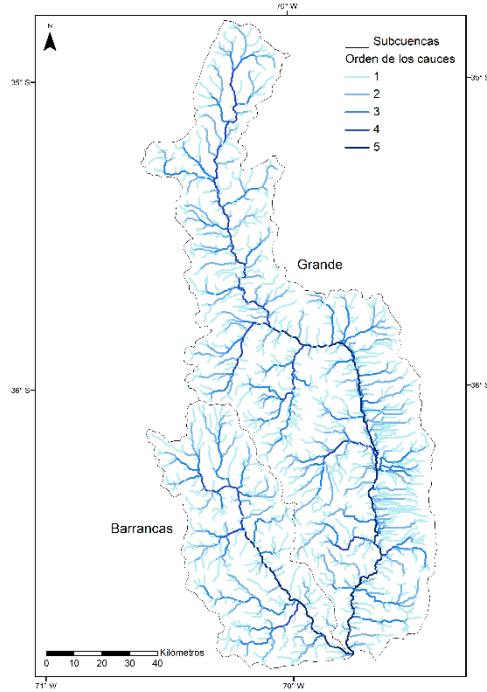 70° W
N
Subcuencas
Orden de los cauces
1
2
3
4
5
35° S
35° S
Grande
36° S
36° S
Barrancas
Kilómetros
0 10 20 40
71° W
70° W